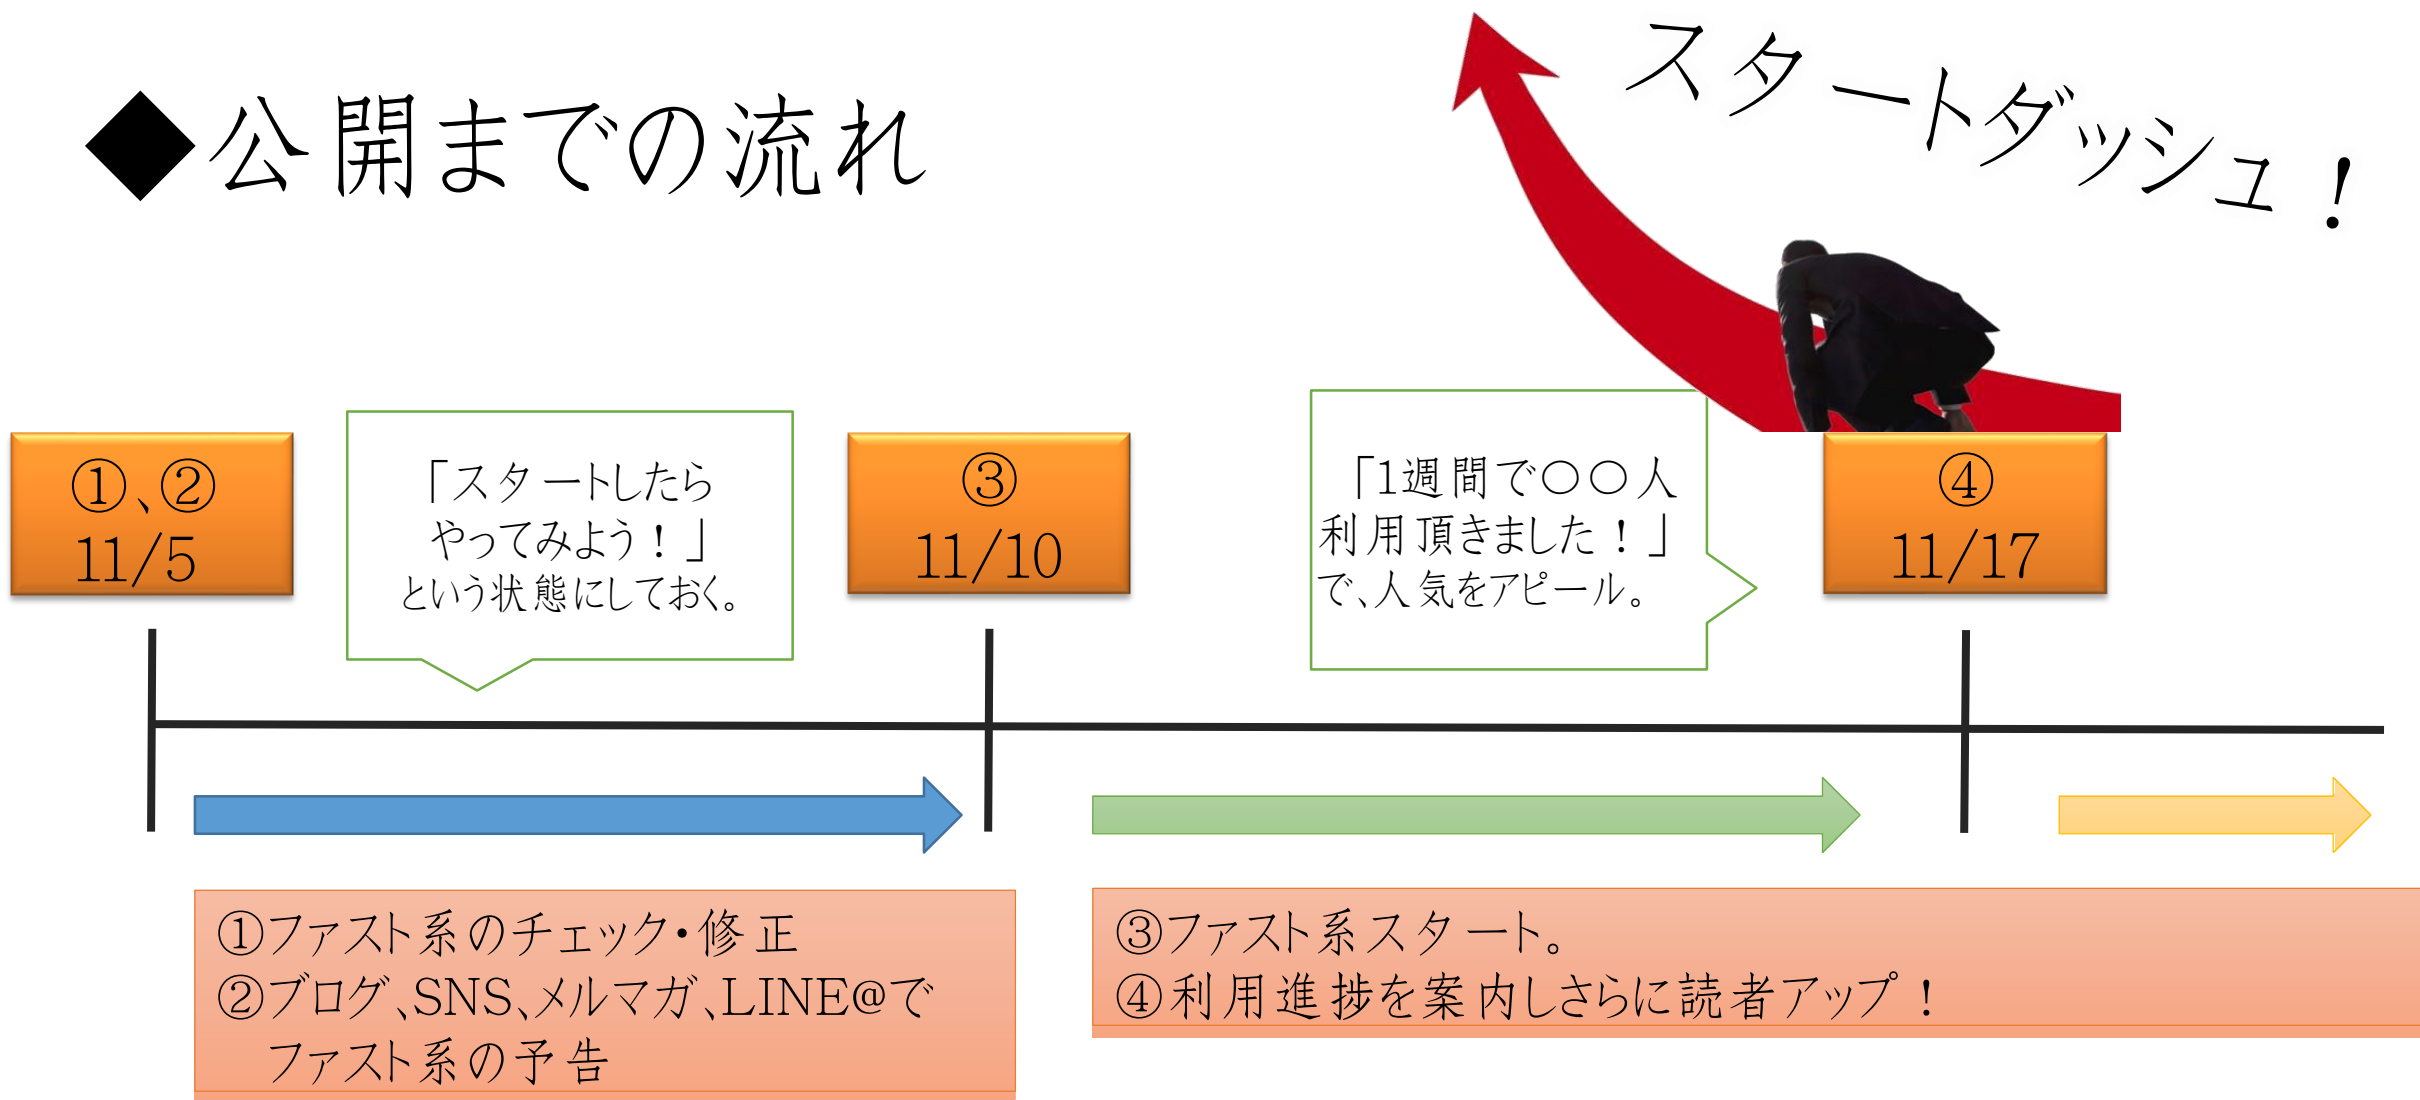 ◆公開までの流れ
スタートダッシュ！
①、②
11/5
「スタートしたら
やってみよう！」
という状態にしておく。
③
11/10
「1週間で〇〇人
利用頂きました！」
で、人気をアピール。
④
11/17
①ファスト系のチェック・修正
②ブログ、SNS、メルマガ、LINE@で
ファスト系の予告
③ファスト系スタート。
④利用進捗を案内しさらに読者アップ！